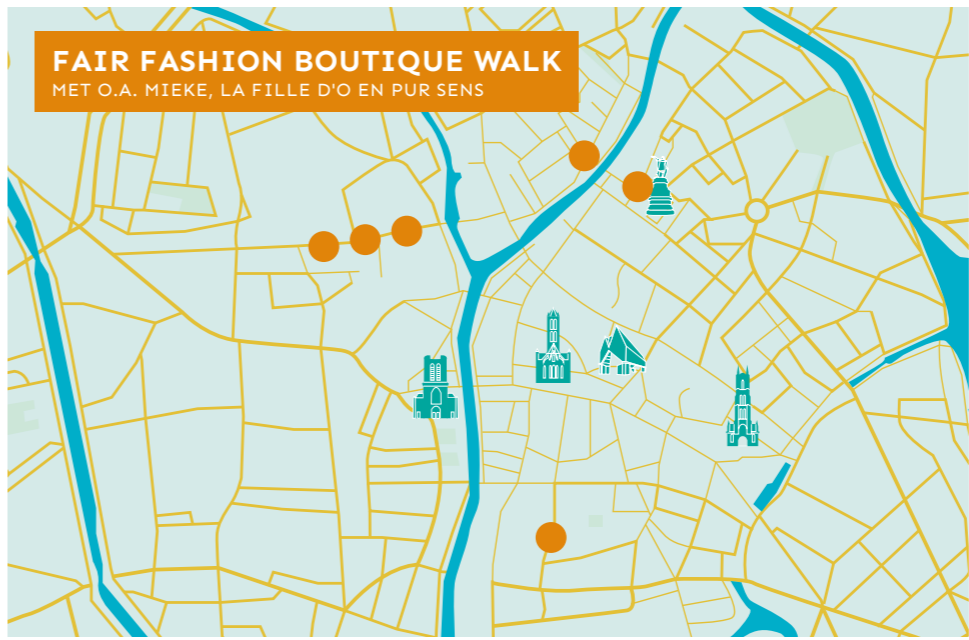 FAIR FASHION BOUTIQUE WALK
MET O.A. MIEKE, LA FILLE D'O EN PUR SENS